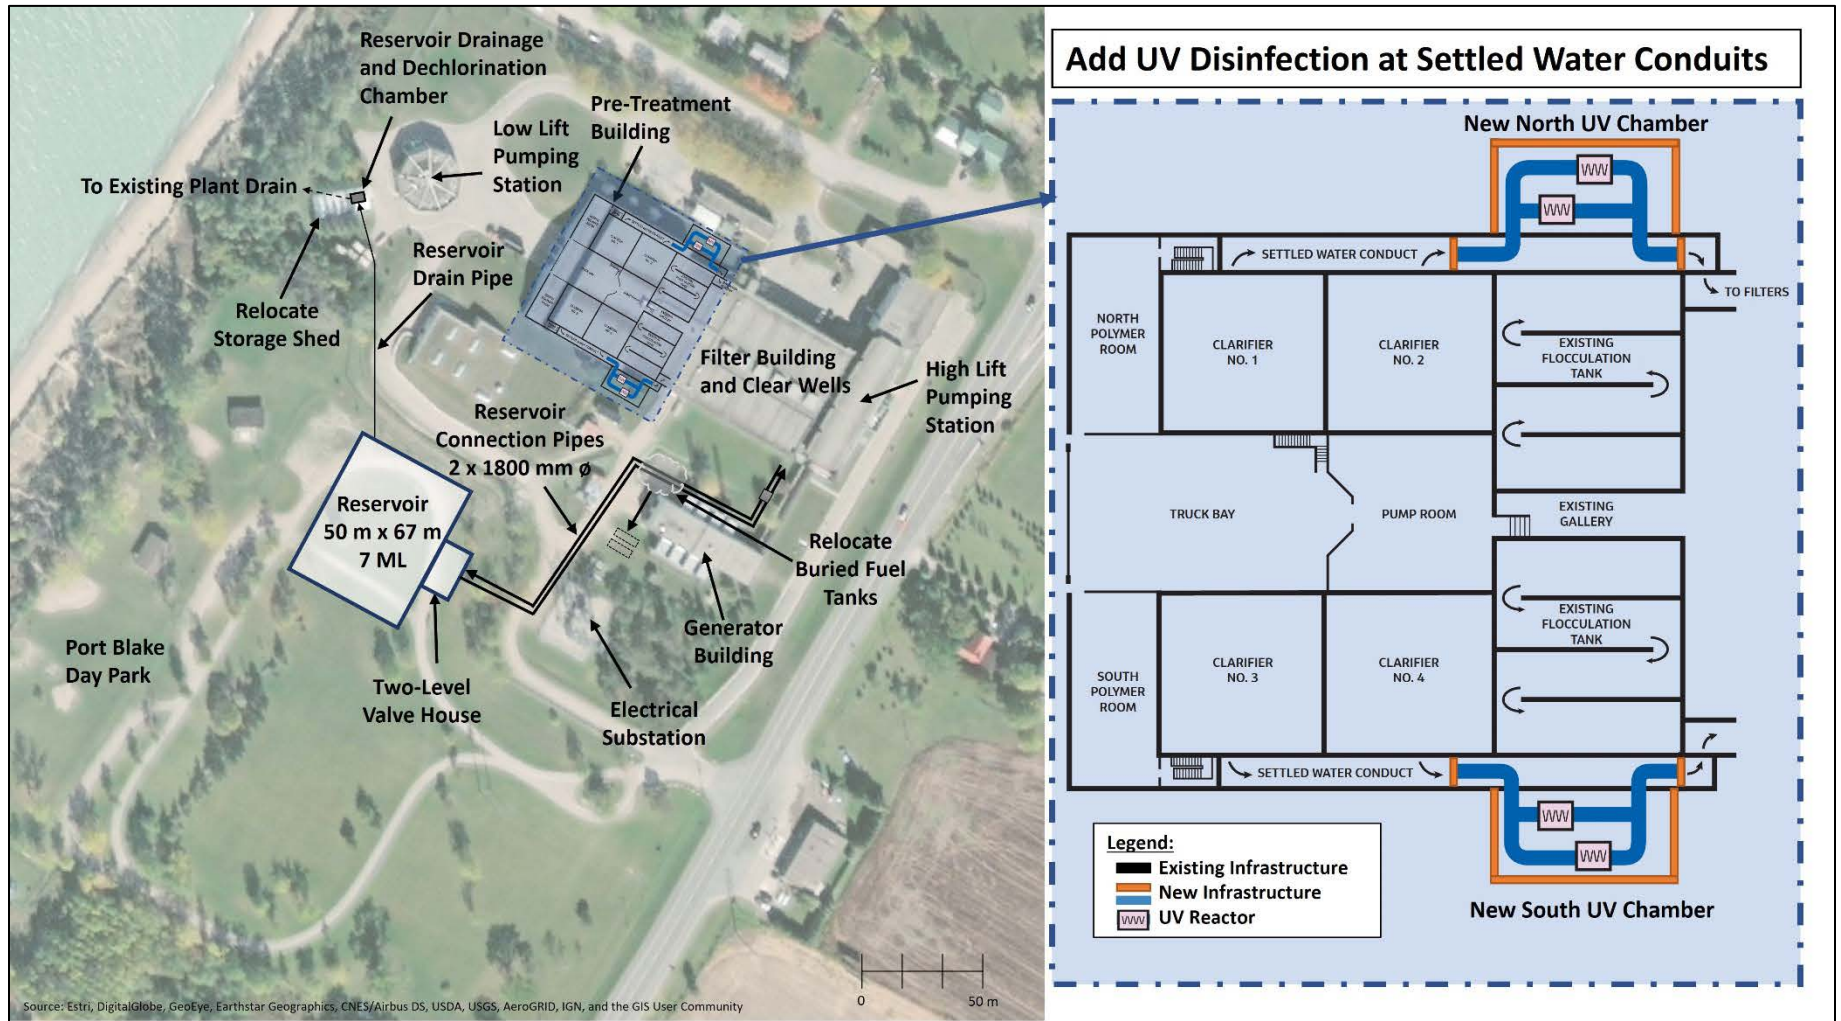 Reservoir Drainage
and Dechlorination
Chamber
Pre-Treatment
Building
Low Lift
Pumping
Station
To Existing Plant Drain
Reservoir
Drain Pipe
Relocate
Storage Shed
Filter Building
and Clear Wells
High Lift
Pumping
Station
Reservoir
Connection Pipes
2 x 1800 mm ø
Reservoir
50 m x 67 m
7 ML
Relocate
Buried Fuel
Tanks
Generator
Building
Port Blake
Day Park
Two-Level
Valve House
Electrical
Substation
0
50 m
Source: Estri, DigitalGlobe, GeoEye, Earthstar Geographics, CNES/Airbus DS, USDA, USGS, AeroGRID, IGN, and the GIS User Community
Add UV Disinfection at Settled Water Conduits
New North UV Chamber
SETTLED WATER CONDUCT
TO FILTERS
NORTH
POLYMER
ROOM
CLARIFIER
NO. 1
CLARIFIER
NO. 2
EXISTING
FLOCCULATION
TANK
TRUCK BAY
PUMP ROOM
EXISTING
GALLERY
SOUTH
POLYMER
ROOM
CLARIFIER
NO. 3
CLARIFIER
NO. 4
EXISTING
FLOCCULATION
TANK
SETTLED WATER CONDUCT
Legend:
Existing Infrastructure
New Infrastructure
UV Reactor
New South UV Chamber